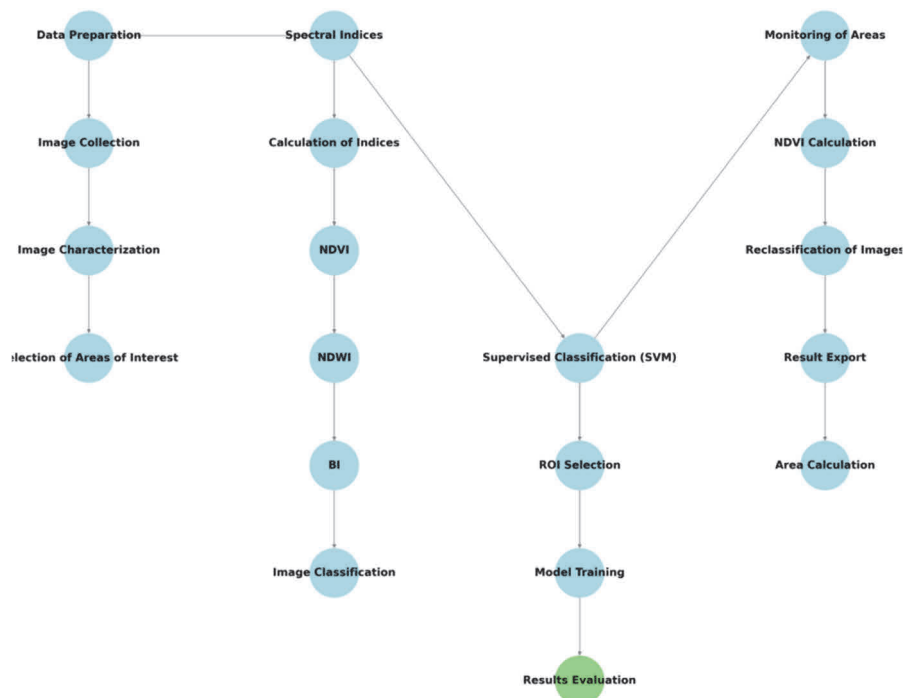 Data Preparation
Spectral Indices
Monitoring of Areas
Image Collection
Calculation of Indices
NDVI Calculation
Image Characterization
NDVI
Reclassification of Images
election of Areas of Interest
NDWI
Supervised Classification (SVM)
Result Export
BI
ROI Selection
Area Calculation
Image Classification
Model Training
Results Evaluation